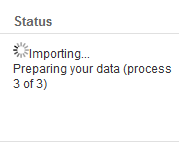 Status
Importing...
Preparing your data (process
3 of 3)